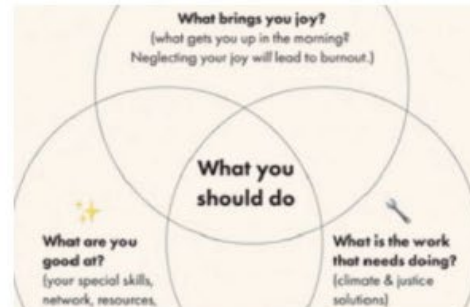 What brings you joy?
(what gets you up in the morning?
Neglecting your joy will lead to burnout.)
What you
should do
What are you
good at?
(your special skills,
network, resources,
What is the work
that needs doing?
(climate & justice
solutions)